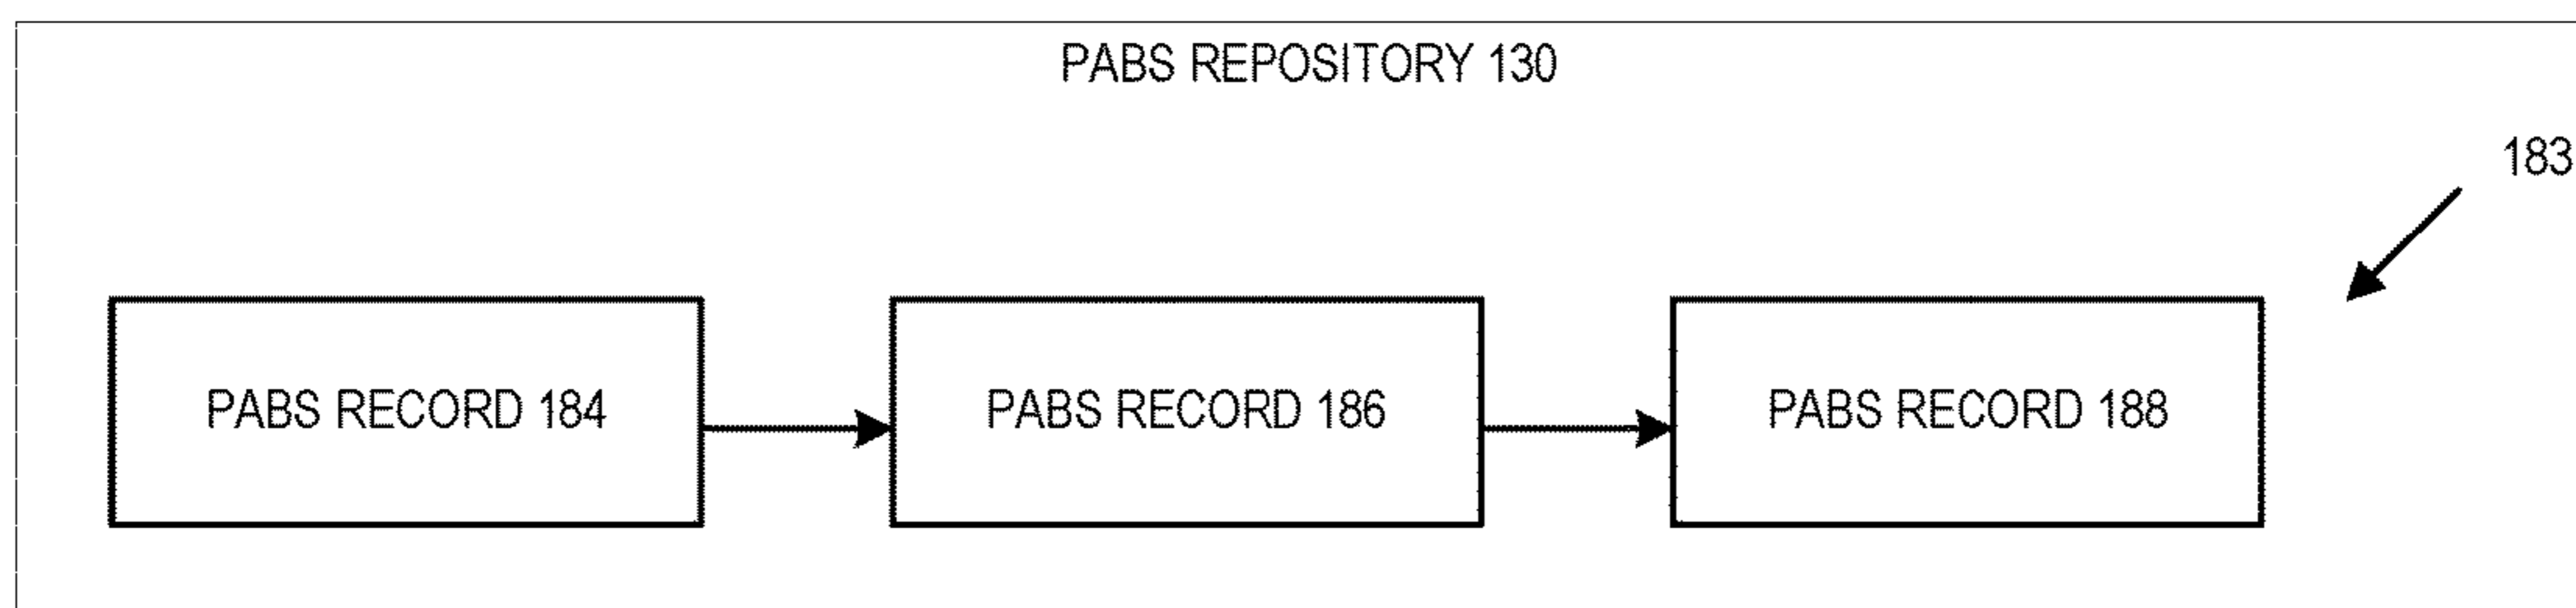 PABS REPOSITORY 130
183
PABS RECORD 184
PABS RECORD 186
PABS RECORD 188